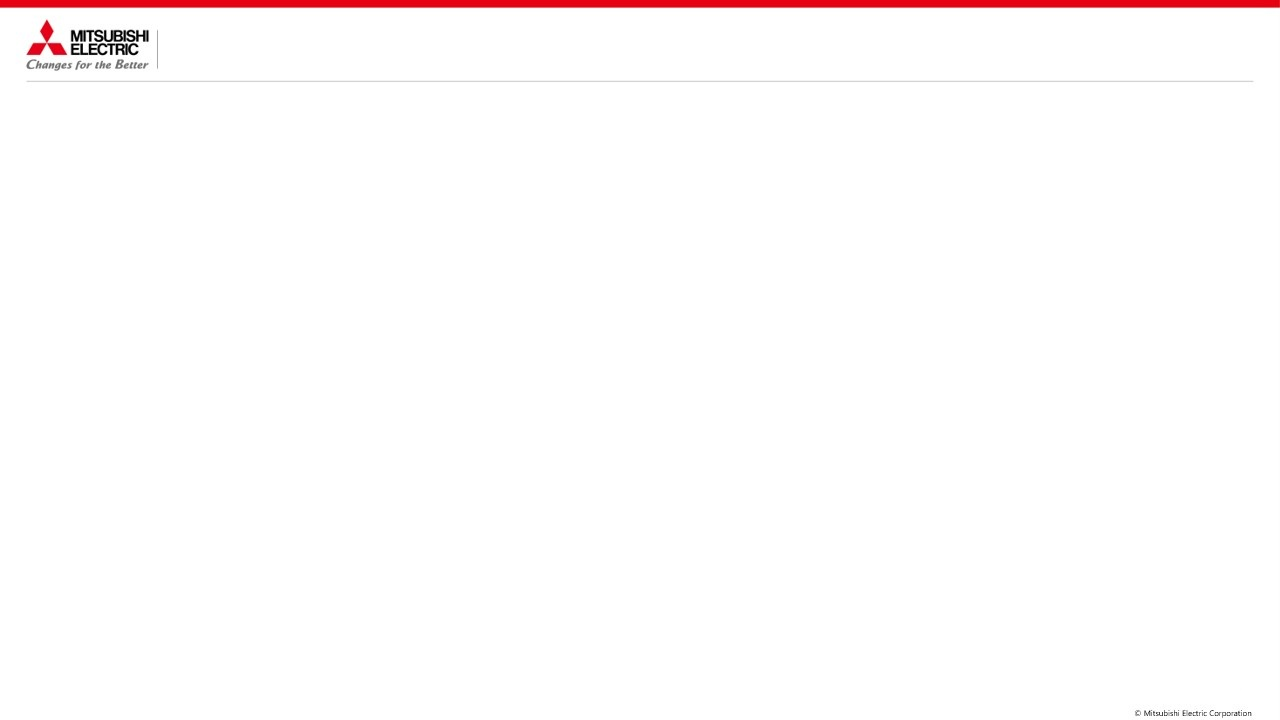 MITSUBISHI
ELECTRIC
Changes for the Better
© Mitsubishi Electric Corporation